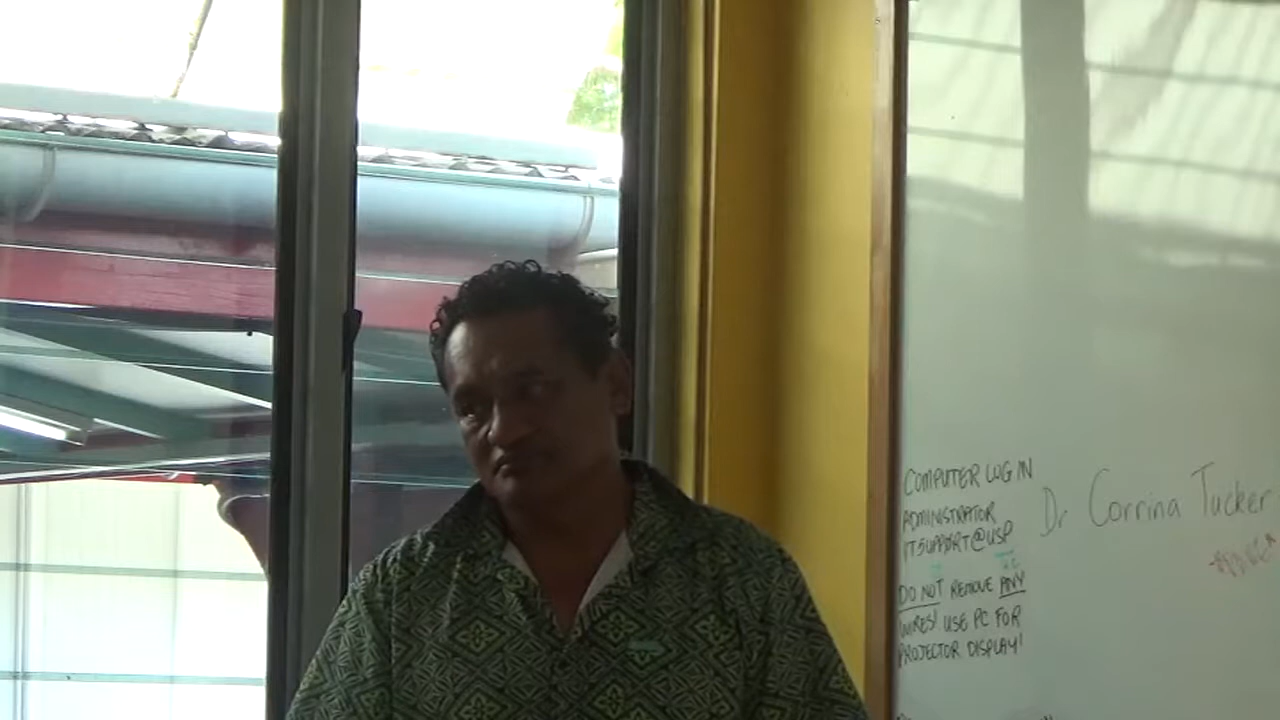 COMPUTER LOG IN
ADMINISTRATOR
ITSUPPORT@USP
DO NOT REMOVE ANY
WIRES! USE PC FOR
PROJECTOR DISPLAY!
Dr Corrina Tucker